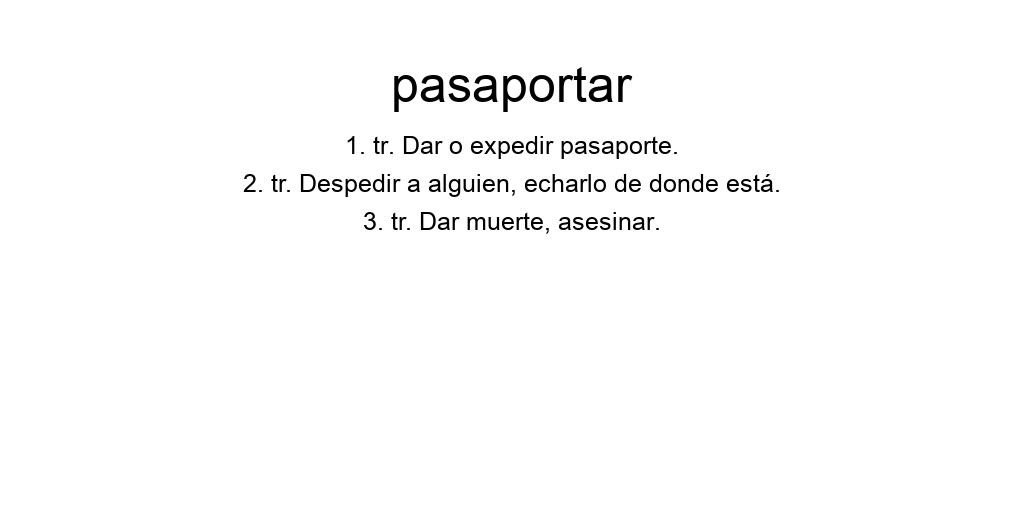 pasaportar
1. tr. Dar o expedir pasaporte.
2. tr. Despedir a alguien, echarlo de donde está.
3. tr. Dar muerte, asesinar.